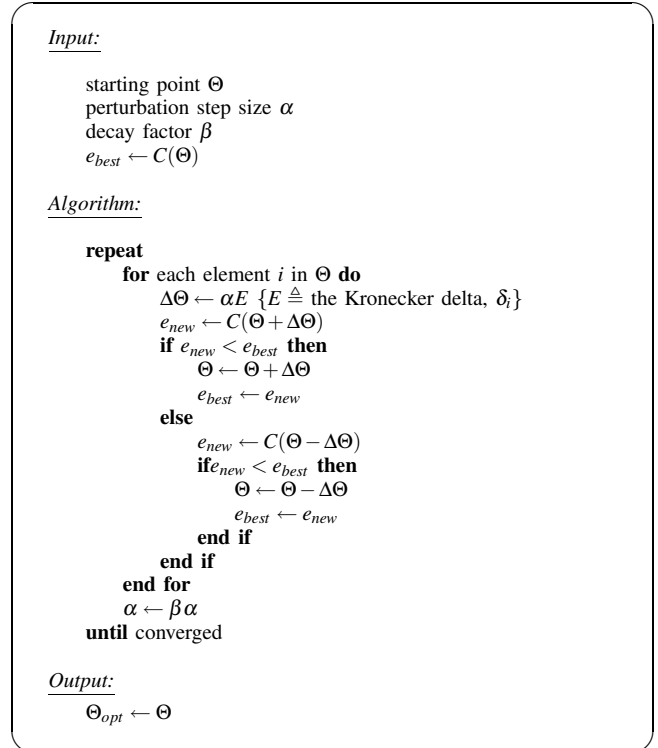 Input:
starting point Θ
perturbation step size α
decay factor β
e_best ← C(Θ)
Algorithm:
repeat
for each element i in Θ do
ΔΘ ← αE {E ≜ the Kronecker delta, δ_i}
e_new ← C(Θ + ΔΘ)
if e_new < e_best then
Θ ← Θ + ΔΘ
e_best ← e_new
else
e_new ← C(Θ − ΔΘ)
ife_new < e_best then
Θ ← Θ − ΔΘ
e_best ← e_new
end if
end if
end for
α ← βα
until converged
Output:
Θ_opt ← Θ